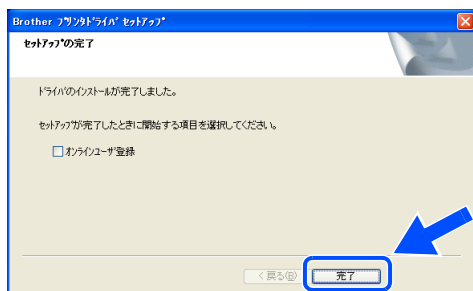 Brother ﾌﾟﾘﾝﾀﾄﾞﾗｲﾊﾞ ｾｯﾄｱｯﾌﾟ
ｾｯﾄｱｯﾌﾟの完了
ﾄﾞﾗｲﾊﾞのｲﾝｽﾄｰﾙが完了しました。
ｾｯﾄｱｯﾌﾟが完了したときに開始する項目を選択してください。
ｵﾝﾗｲﾝﾕｰｻﾞ登録
< 戻る(B)
完了